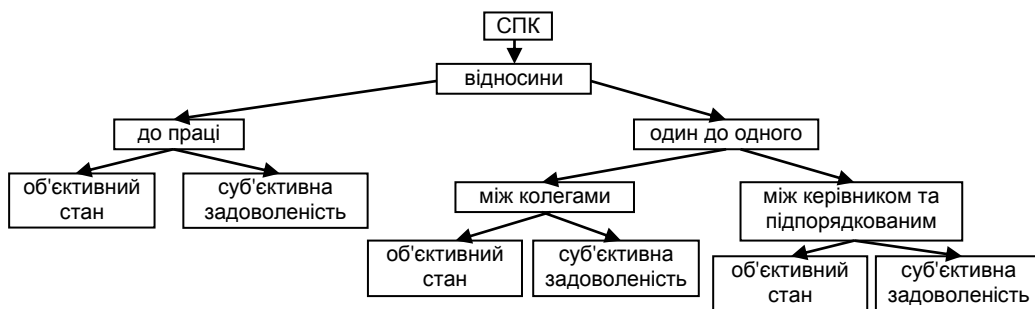 СПК
відносини
до праці
один до одного
об'єктивний
стан
суб'єктивна
задоволеність
між колегами
між керівником та
підпорядкованим
об'єктивний
стан
суб'єктивна
задоволеність
об'єктивний
стан
суб'єктивна
задоволеність